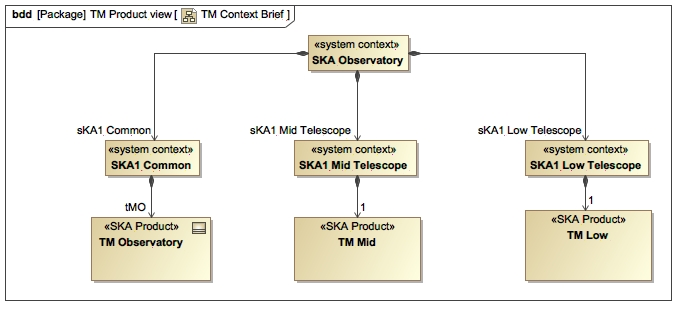 bdd [Package] TM Product view [ TM Context Brief ]
«system context»
SKA Observatory
sKA1 Common
sKA1 Mid Telescope
sKA1 Low Telescope
«system context»
SKA1 Common
«system context»
SKA1 Mid Telescope
«system context»
SKA1 Low Telescope
tMO
1
1
«SKA Product»
TM Observatory
«SKA Product»
TM Mid
«SKA Product»
TM Low